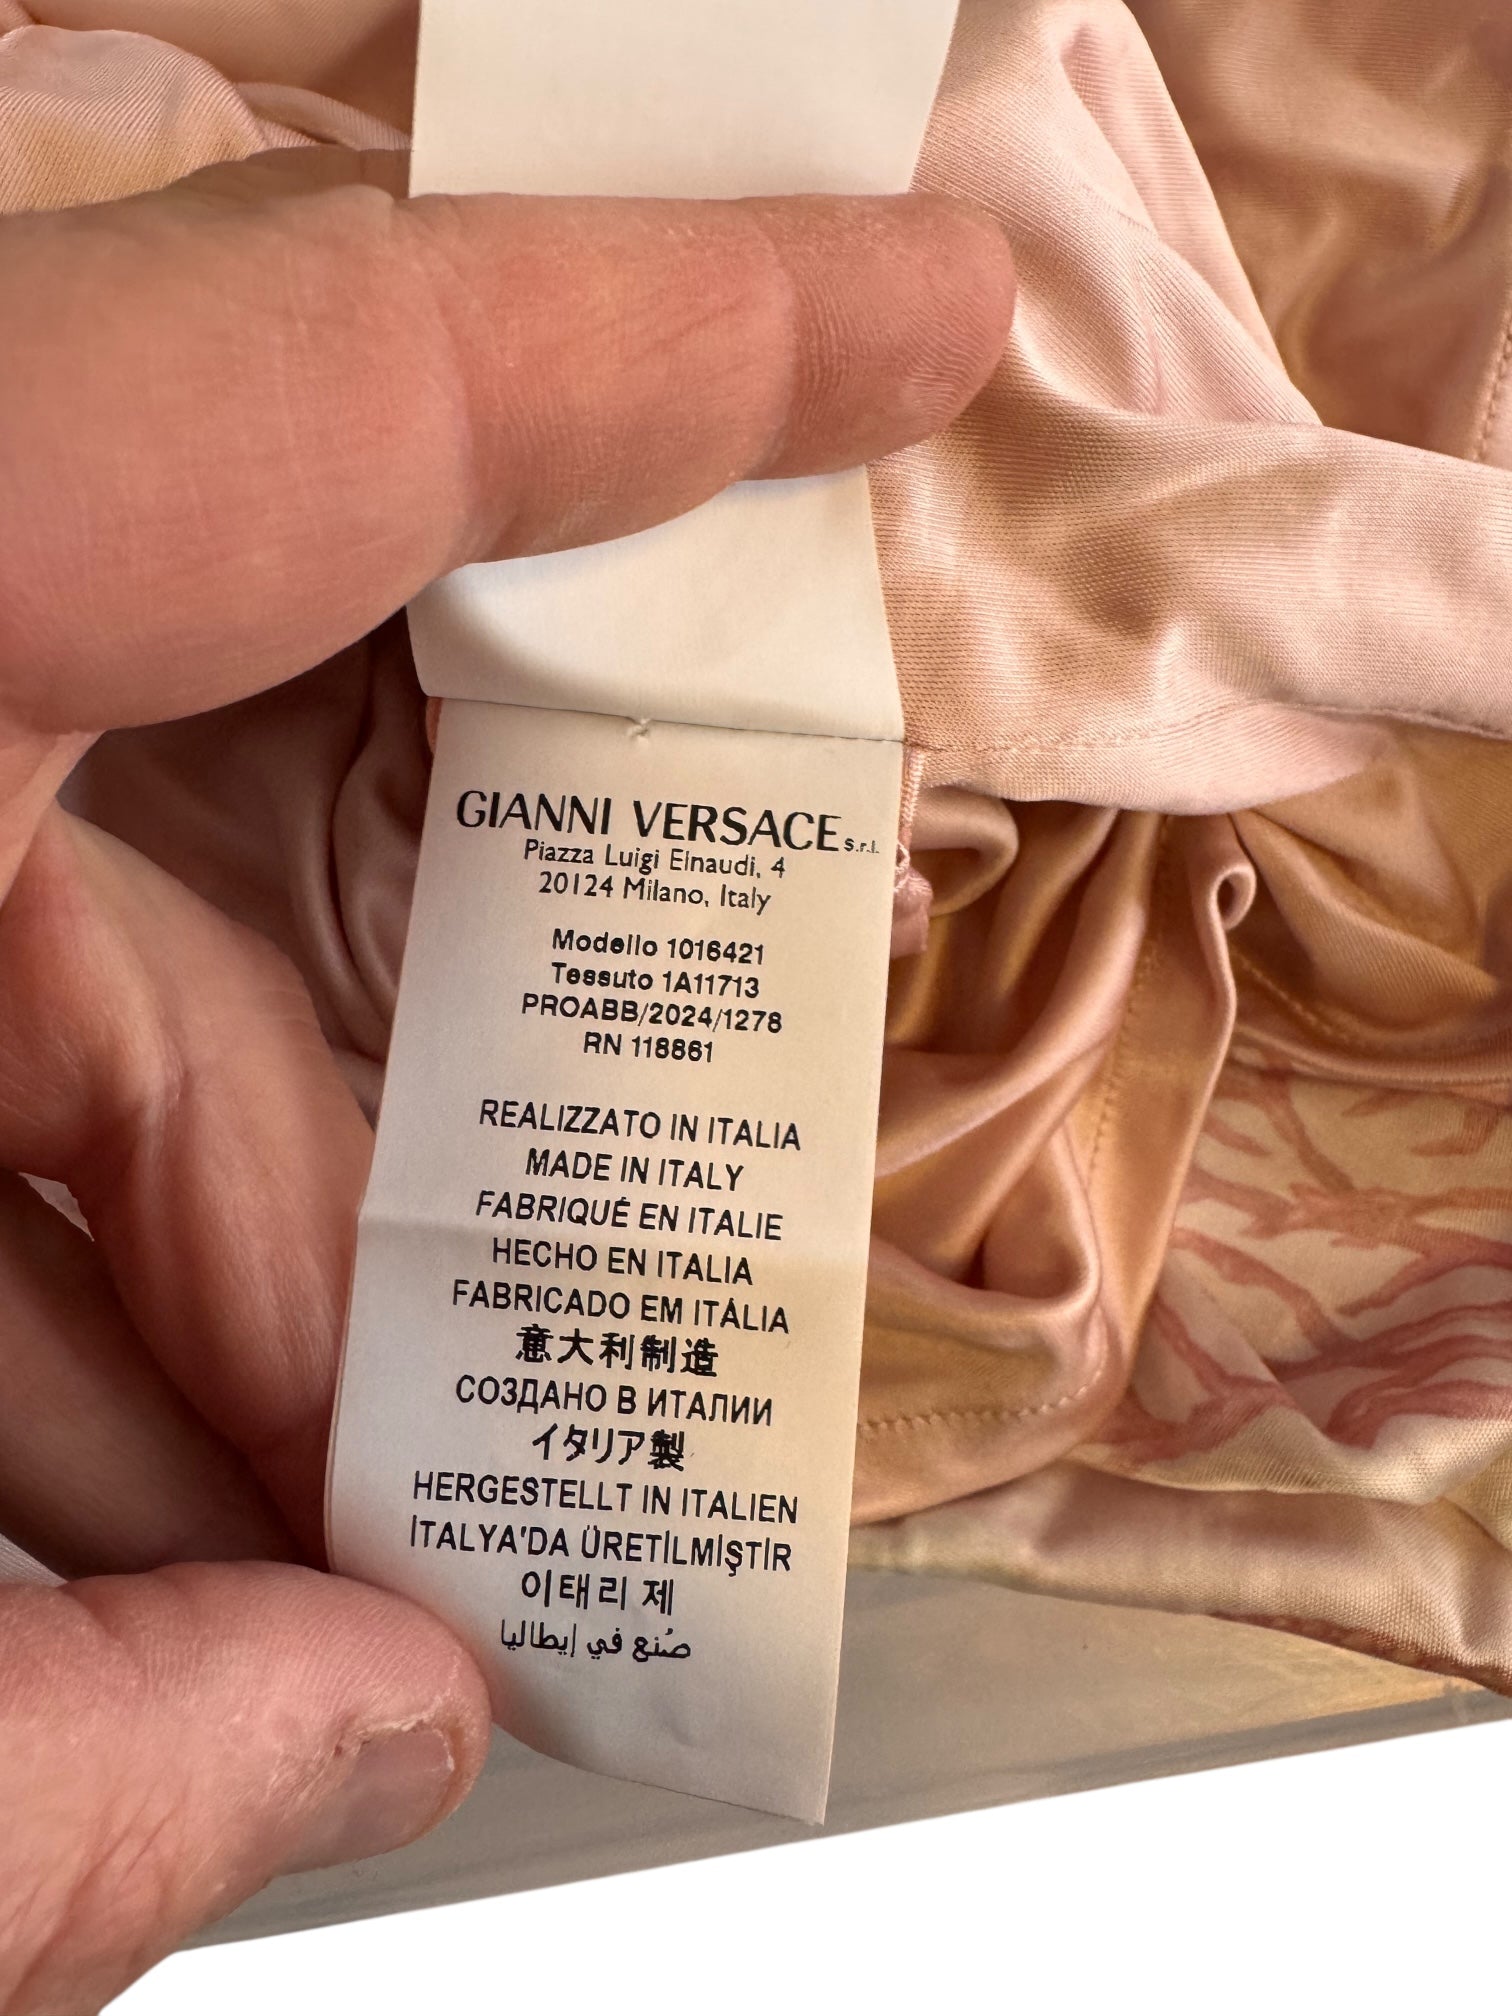 GIANNI VERSACE s.r.l.
Piazza Luigi Einaudi, 4
20124 Milano, Italy
Modello 1016421
Tessuto 1A11713
PROABB/2024/1278
RN 118861
REALIZZATO IN ITALIA
MADE IN ITALY
FABRIQUÉ EN ITALIE
HECHO EN ITALIA
FABRICADO EM ITÁLIA
意大利制造
СОЗДАНО В ИТАЛИИ
イタリア製
HERGESTELLT IN ITALIEN
İTALYA'DA ÜRETİLMİŞTİR
이태리 제
صُنع في إيطاليا